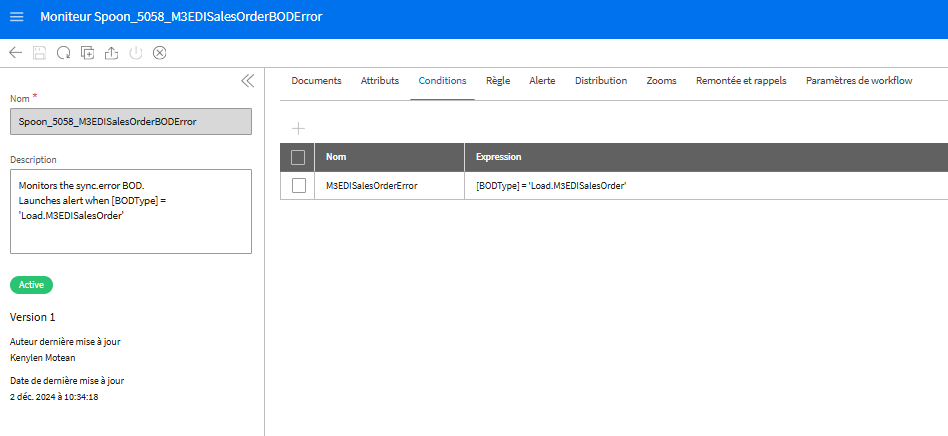 Moniteur Spoon_5058_M3EDISalesOrderBODError
Documents Attributs Conditions Règle Alerte Distribution Zooms Remontée et rappels Paramètres de workflow
Nom *
Spoon_5058_M3EDISalesOrderBODError
Description
Monitors the sync.error BOD.
Launches alert when [BODType] =
'Load.M3EDISalesOrder'
Active
Version 1
Auteur dernière mise à jour
Kenylen Motean
Date de dernière mise à jour
2 déc. 2024 à 10:34:18
Nom Expression
M3EDISalesOrderError [BODType] = 'Load.M3EDISalesOrder'